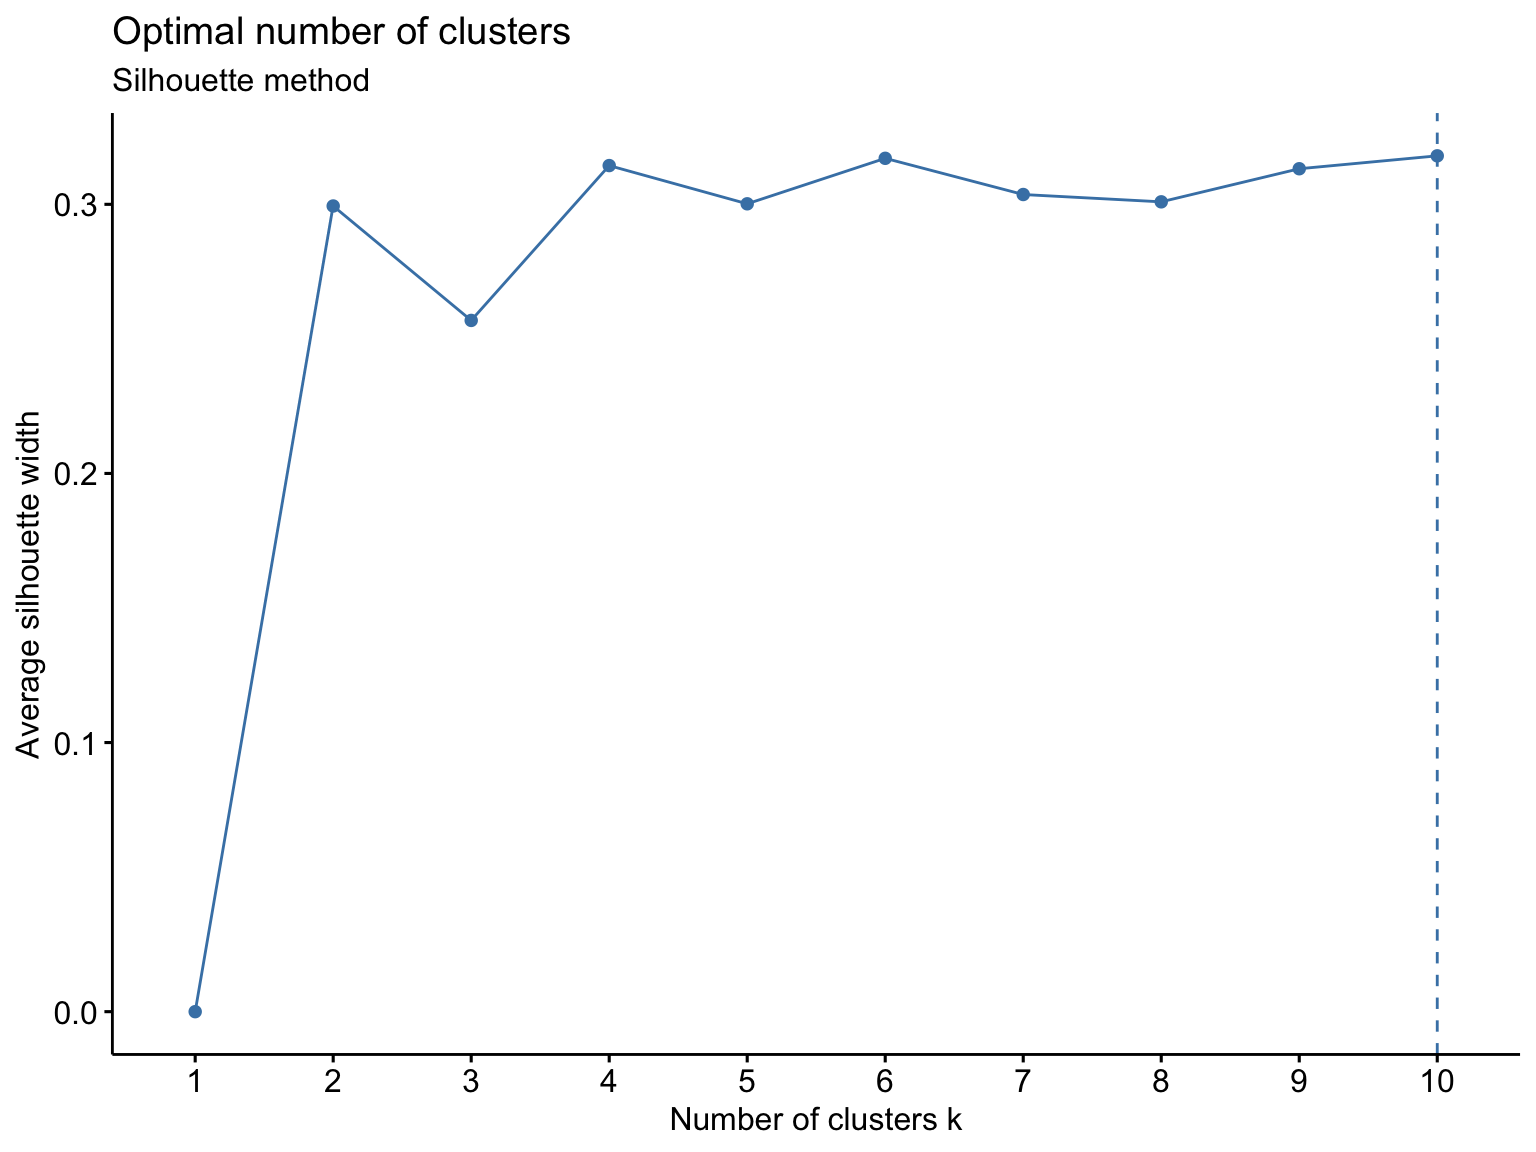 Optimal number of clusters
Silhouette method
Average silhouette width
0.3
0.2
0.1
0.0
1 2 3 4 5 6 7 8 9 10
Number of clusters k